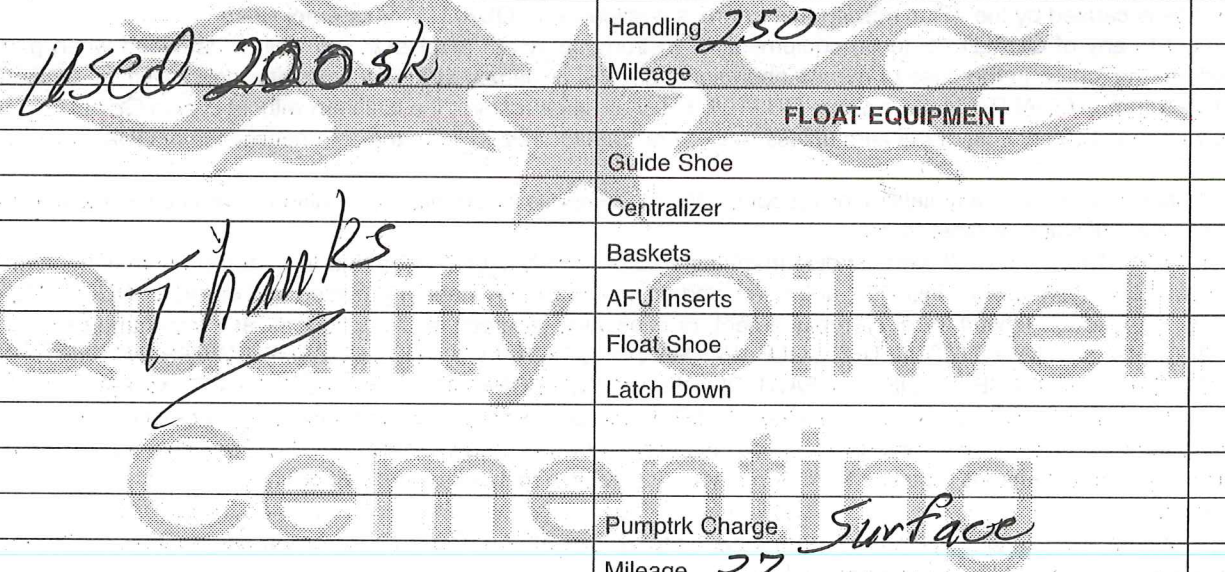 Handling 250
Used 200 sk
Mileage
FLOAT EQUIPMENT
Guide Shoe
Centralizer
Thanks
Baskets
AFU Inserts
Quality Oilwell
Float Shoe
Latch Down
Cementing
Pumptrk Charge Surface
Mileage 27